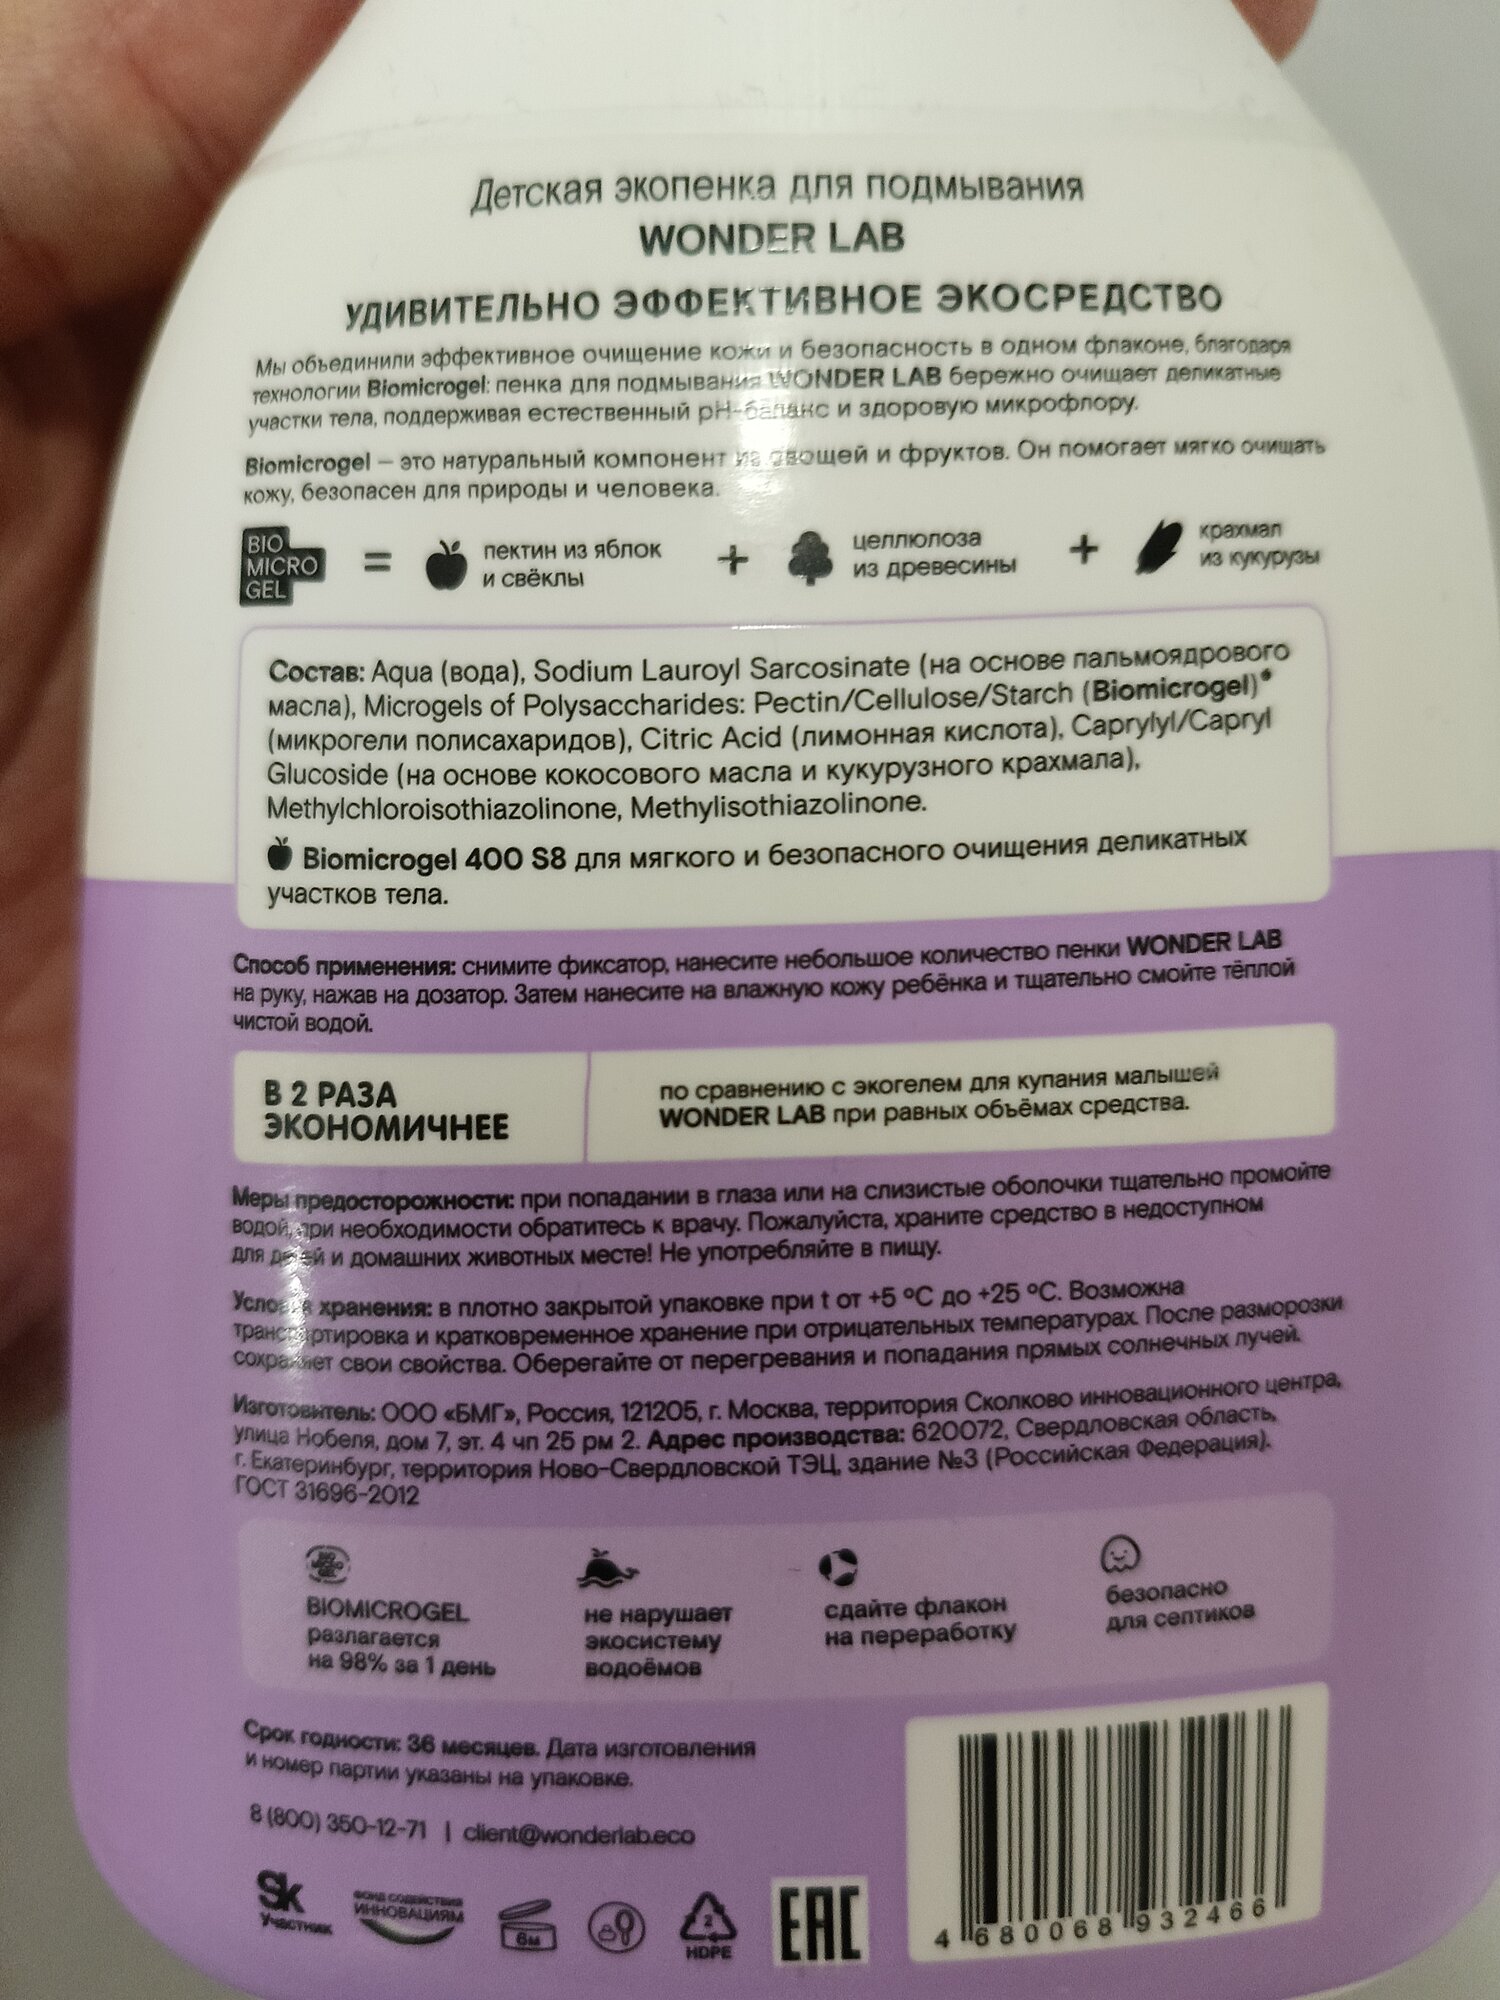 Детская экопенка для подмывания
WONDER LAB
УДИВИТЕЛЬНО ЭФФЕКТИВНОЕ ЭКОСРЕДСТВО
Мы объединили эффективное очищение кожи и безопасность в одном флаконе, благодаря
технологии Biomicrogel: пенка для подмывания WONDER LAB бережно очищает деликатные
участки тела, поддерживая естественный pH-баланс и здоровую микрофлору.
Biomicrogel – это натуральный компонент из овощей и фруктов. Он помогает мягко очищать
кожу, безопасен для природы и человека.
BIO
MICRO
GEL
=
пектин из яблок
и свёклы
+
целлюлоза
из древесины
+
крахмал
из кукурузы
Состав: Aqua (вода), Sodium Lauroyl Sarcosinate (на основе пальмоядрового
масла), Microgels of Polysaccharides: Pectin/Cellulose/Starch (Biomicrogel)
(микрогели полисахаридов), Citric Acid (лимонная кислота), Caprylyl/Capryl
Glucoside (на основе кокосового масла и кукурузного крахмала),
Methylchloroisothiazolinone, Methylisothiazolinone.
Biomicrogel 400 S8 для мягкого и безопасного очищения деликатных
участков тела.
Способ применения: снимите фиксатор, нанесите небольшое количество пенки WONDER LAB
на руку, нажав на дозатор. Затем нанесите на влажную кожу ребёнка и тщательно смойте тёплой
чистой водой.
В 2 РАЗА
ЭКОНОМИЧНЕЕ
по сравнению с экогелем для купания малышей
WONDER LAB при равных объёмах средства.
Меры предосторожности: при попадании в глаза или на слизистые оболочки тщательно промойте
водой, при необходимости обратитесь к врачу. Пожалуйста, храните средство в недоступном
для детей и домашних животных месте! Не употребляйте в пищу.
Условия хранения: в плотно закрытой упаковке при t от +5 °C до +25 °C. Возможна
транспортировка и кратковременное хранение при отрицательных температурах. После разморозки
сохраняет свои свойства. Оберегайте от перегревания и попадания прямых солнечных лучей.
Изготовитель: ООО «БМГ», Россия, 121205, г. Москва, территория Сколково инновационного центра,
улица Нобеля, дом 7, эт. 4 чп 25 рм 2. Адрес производства: 620072, Свердловская область,
г. Екатеринбург, территория Ново-Свердловской ТЭЦ, здание №3 (Российская Федерация).
ГОСТ 31696-2012
BIO
MICRO
GEL
BIOMICROGEL
разлагается
на 98% за 1 день
не нарушает
экосистему
водоёмов
сдайте флакон
на переработку
безопасно
для септиков
Срок годности: 36 месяцев. Дата изготовления
и номер партии указаны на упаковке.
8 (800) 350-12-71 | client@wonderlab.eco
Sk
Участник
ФОНД СОДЕЙСТВИЯ
ИННОВАЦИЯМ
6м
2
HDPE
EAC
4 680068 932466